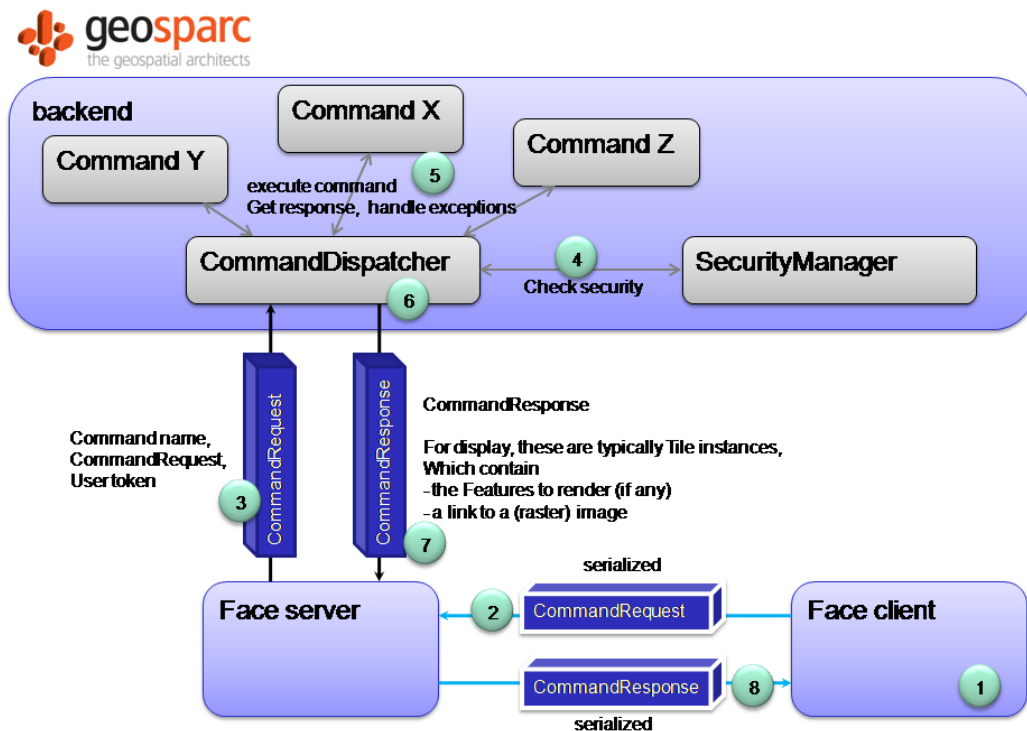 geosparc
the geospatial architects
backend
Command X
Command Y
Command Z
5
execute command
Get response, handle exceptions
CommandDispatcher
4
Check security
SecurityManager
6
CommandRequest
CommandResponse
Command name,
CommandRequest,
User token
3
CommandResponse
For display, these are typically Tile instances,
Which contain
- the Features to render (if any)
- a link to a (raster) image
7
serialized
Face server
2
CommandRequest
Face client
CommandResponse
8
1
serialized